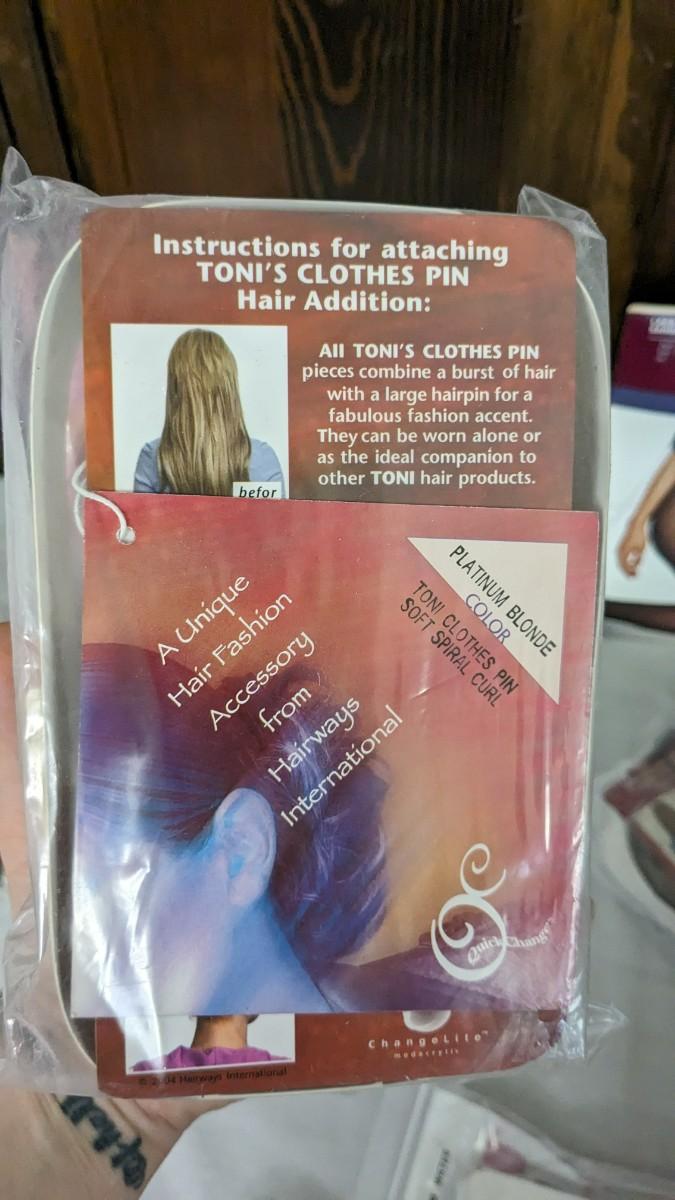 Instructions for attaching
TONI'S CLOTHES PIN
Hair Addition:
All TONI'S CLOTHES PIN
pieces combine a burst of hair
with a large hairpin for a
fabulous fashion accent.
They can be worn alone or
as the ideal companion to
other TONI hair products.
befor
PLATINUM BLONDE
COLOR
TONI CLOTHES PIN
SOFT SPIRAL CURL
A Unique
Hair Fashion
Accessory
from
Hairways
International
QC
Quick Change
ChangeLite™
modacrylic
© 2004 Hairways International